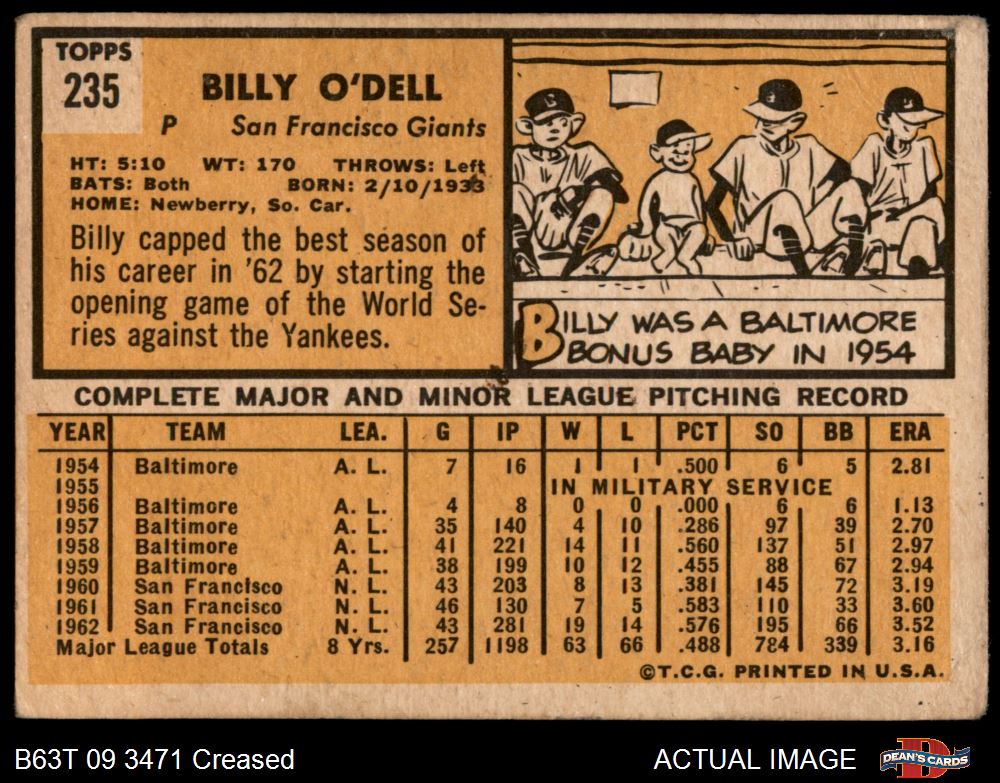 TOPPS
235
BILLY O'DELL
P San Francisco Giants
HT: 5:10 WT: 170 THROWS: Left
BATS: Both BORN: 2/10/1933
HOME: Newberry, So. Car.
Billy capped the best season of
his career in '62 by starting the
opening game of the World Se-
ries against the Yankees.
BILLY WAS A BALTIMORE
BONUS BABY IN 1954
COMPLETE MAJOR AND MINOR LEAGUE PITCHING RECORD
YEAR TEAM LEA. G IP W L PCT SO BB ERA
1954 Baltimore A. L. 7 16 1 1 .500 6 5 2.81
1955 IN MILITARY SERVICE
1956 Baltimore A. L. 4 8 0 0 .000 6 6 1.13
1957 Baltimore A. L. 35 140 4 10 .286 97 39 2.70
1958 Baltimore A. L. 41 221 14 11 .560 137 51 2.97
1959 Baltimore A. L. 38 199 10 12 .455 88 67 2.94
1960 San Francisco N. L. 43 203 8 13 .381 145 72 3.19
1961 San Francisco N. L. 46 130 7 5 .583 110 33 3.60
1962 San Francisco N. L. 43 281 19 14 .576 195 66 3.52
Major League Totals 8 Yrs. 257 1198 63 66 .488 784 339 3.16
©T.C.G. PRINTED IN U.S.A.
B63T 09 3471 Creased
ACTUAL IMAGE
DEAN'S CARDS